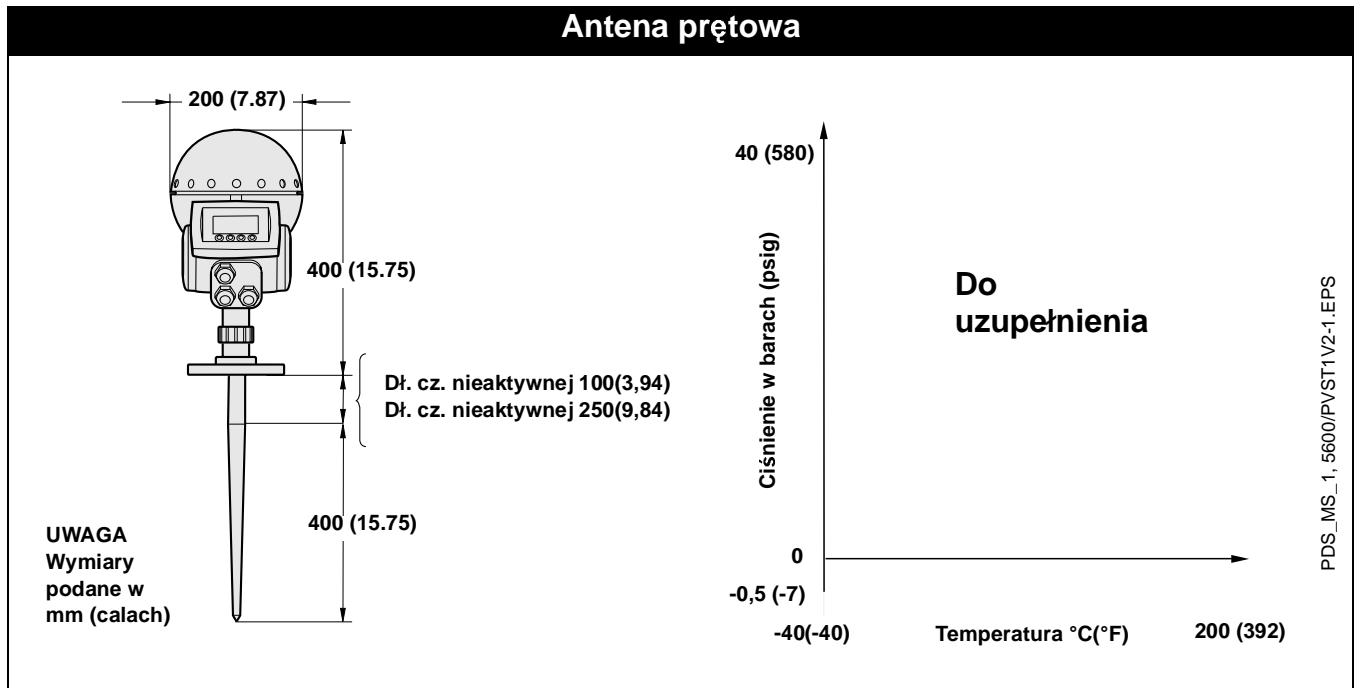 Antena prętowa
200 (7.87)
400 (15.75)
Dł. cz. nieaktywnej 100(3,94)
Dł. cz. nieaktywnej 250(9,84)
400 (15.75)
UWAGA
Wymiary
podane w
mm (calach)
40 (580)
Ciśnienie w barach (psig)
Do
uzupełnienia
0
-0,5 (-7)
-40(-40)
Temperatura °C(°F)
200 (392)
PDS_MS_1, 5600/PVST1V2-1.EPS